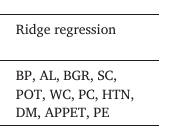 Ridge regression
BP, AL, BGR, SC,
POT, WC, PC, HTN,
DM, APPET, PE